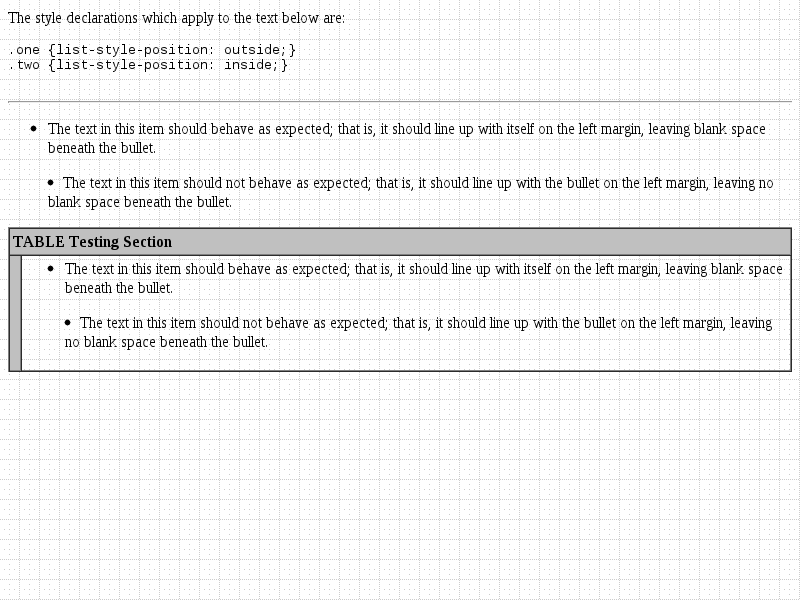 The style declarations which apply to the text below are:
.one {list-style-position: outside;}
.two {list-style-position: inside;}
• The text in this item should behave as expected; that is, it should line up with itself on the left margin, leaving blank space
beneath the bullet.
• The text in this item should not behave as expected; that is, it should line up with the bullet on the left margin, leaving no
blank space beneath the bullet.
TABLE Testing Section
• The text in this item should behave as expected; that is, it should line up with itself on the left margin, leaving blank space
beneath the bullet.
• The text in this item should not behave as expected; that is, it should line up with the bullet on the left margin, leaving
no blank space beneath the bullet.